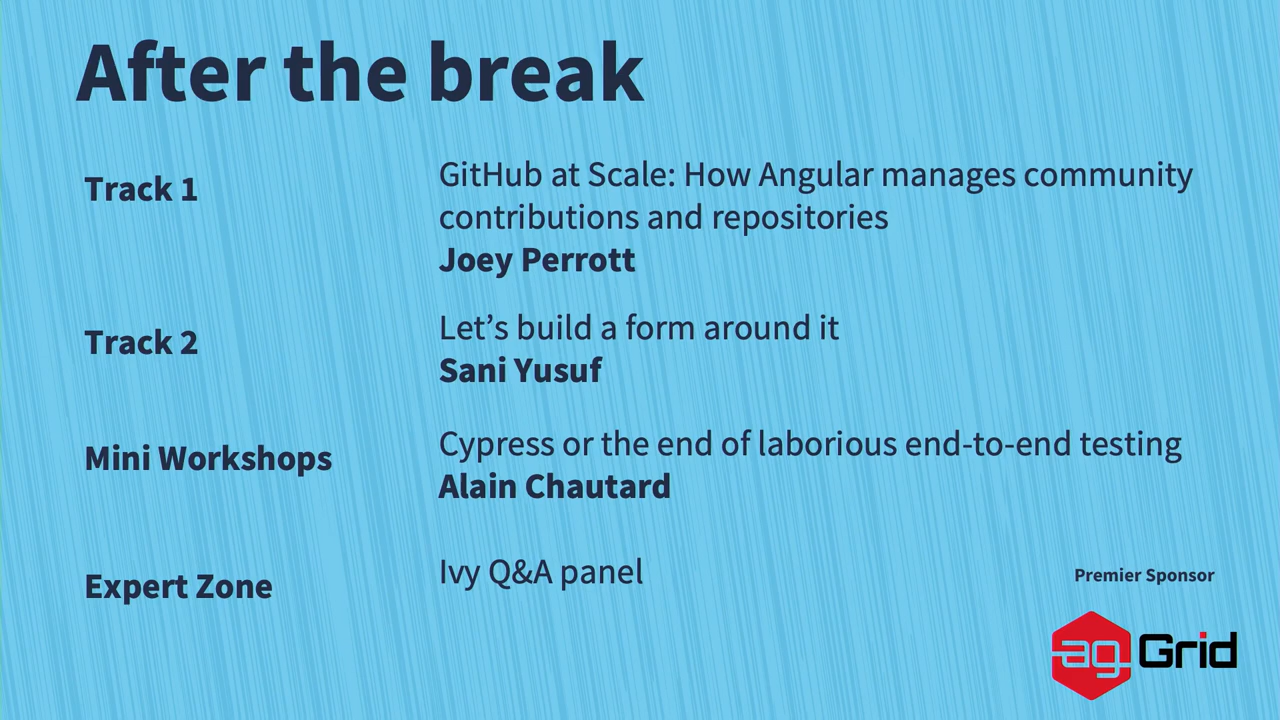 After the break
Track 1
GitHub at Scale: How Angular manages community
contributions and repositories
Joey Perrott
Track 2
Let’s build a form around it
Sani Yusuf
Mini Workshops
Cypress or the end of laborious end-to-end testing
Alain Chautard
Expert Zone
Ivy Q&A panel
Premier Sponsor
ag Grid